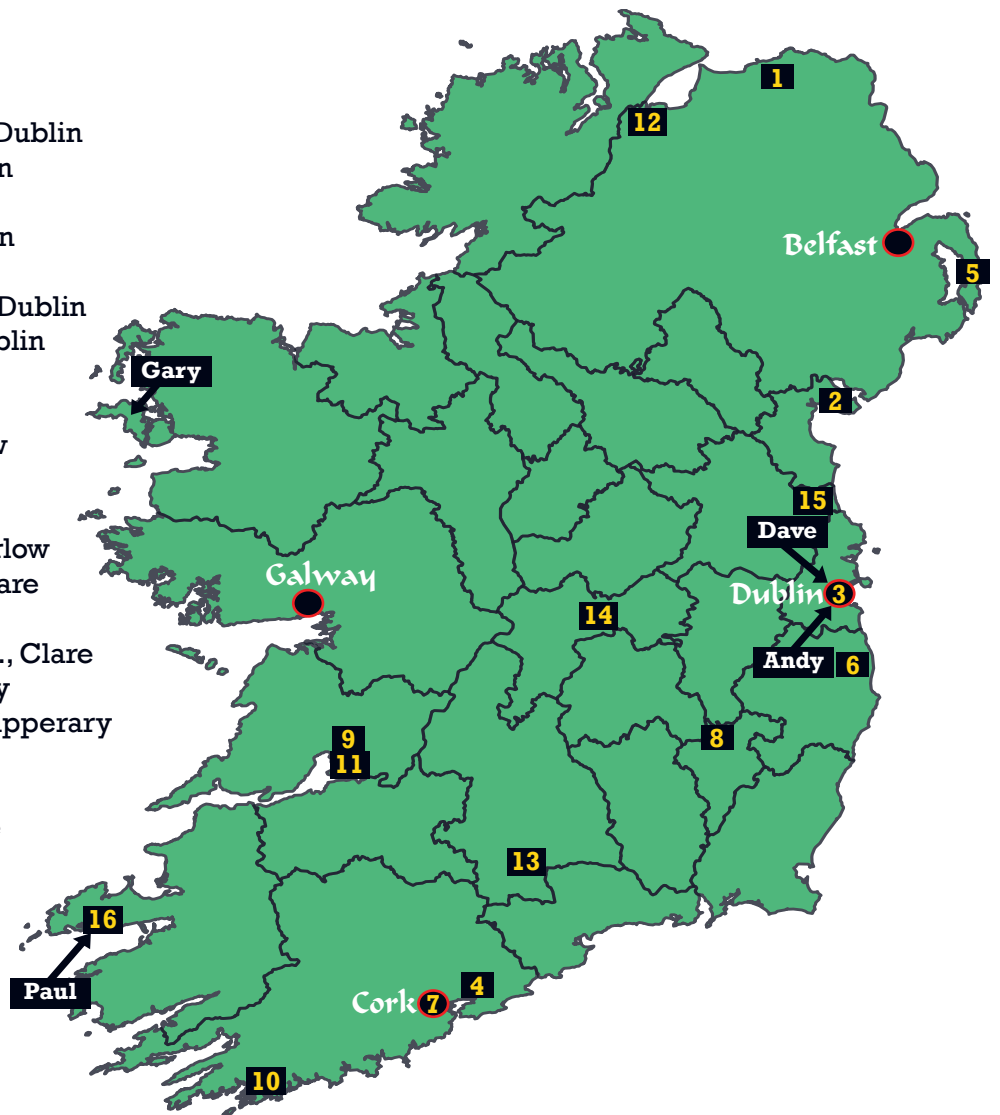 Dublin
n
n
Dublin
blin
w
rlow
are
., Clare
y
ipperary
1
12
Belfast
5
Gary
2
15
Dave
Galway
Dublin 3
14
Andy 6
9
8
11
13
16
Paul
4
Cork 7
10